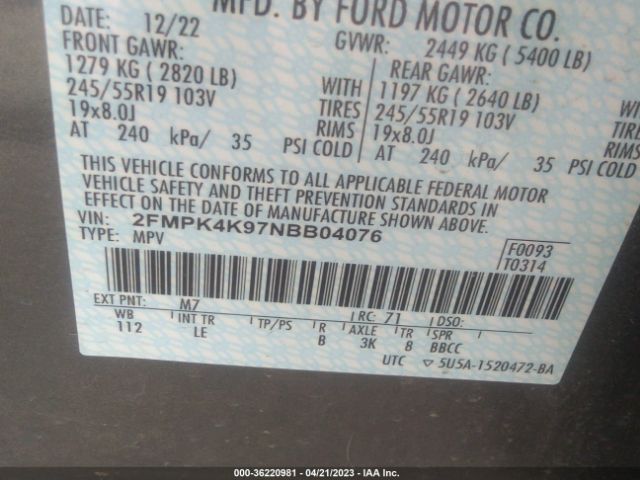 MFD. BY FORD MOTOR CO.
DATE: 12/22 GVWR: 2449 KG ( 5400 LB)
FRONT GAWR: REAR GAWR:
1279 KG ( 2820 LB) WITH 1197 KG ( 2640 LB) WITH
245/55R19 103V TIRES 245/55R19 103V TIRES
19x8.0J RIMS 19x8.0J RIMS
AT 240 kPa/ 35 PSI COLD AT 240 kPa/ 35 PSI COLD
THIS VEHICLE CONFORMS TO ALL APPLICABLE FEDERAL MOTOR
VEHICLE SAFETY AND THEFT PREVENTION STANDARDS IN
EFFECT ON THE DATE OF MANUFACTURE SHOWN ABOVE.
VIN: 2FMPK4K97NBB04076
TYPE: MPV F0093
T0314
EXT PNT: M7 RC: 71 DSO:
WB INT TR TP/PS R AXLE TR SPR
112 LE B 3K 8 BBCC
UTC ▽ 5U5A-1520472-BA
000-36220981 - 04/21/2023 - IAAI.COM